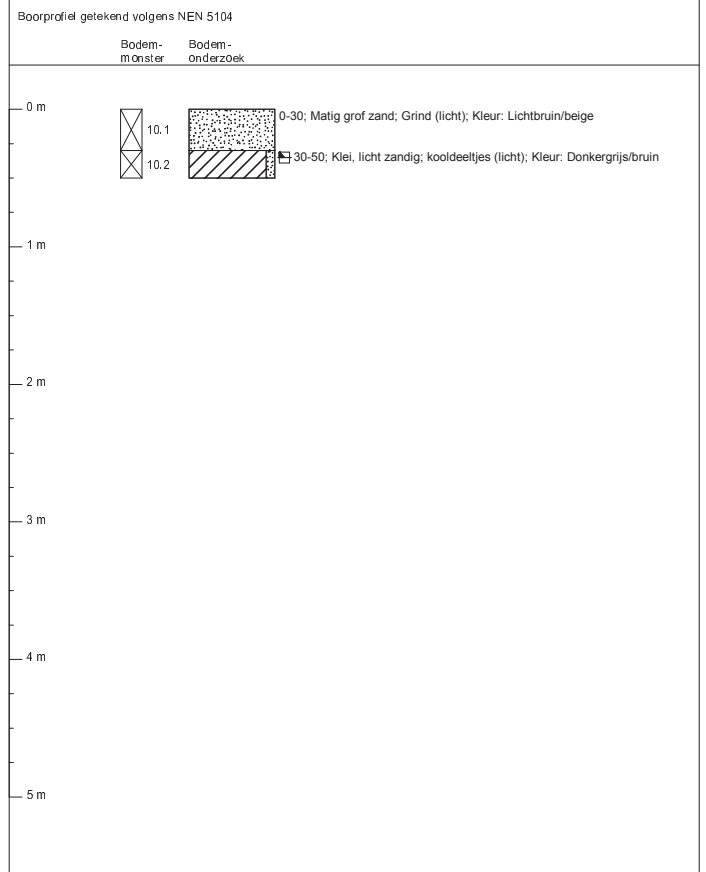 Boorprofiel getekend volgens NEN 5104
Bodem-
monster
Bodem-
onderzoek
0 m
10.1
0-30; Matig grof zand; Grind (licht); Kleur: Lichtbruin/beige
10.2
30-50; Klei, licht zandig; kooldeeltjes (licht); Kleur: Donkergrijs/bruin
1 m
2 m
3 m
4 m
5 m